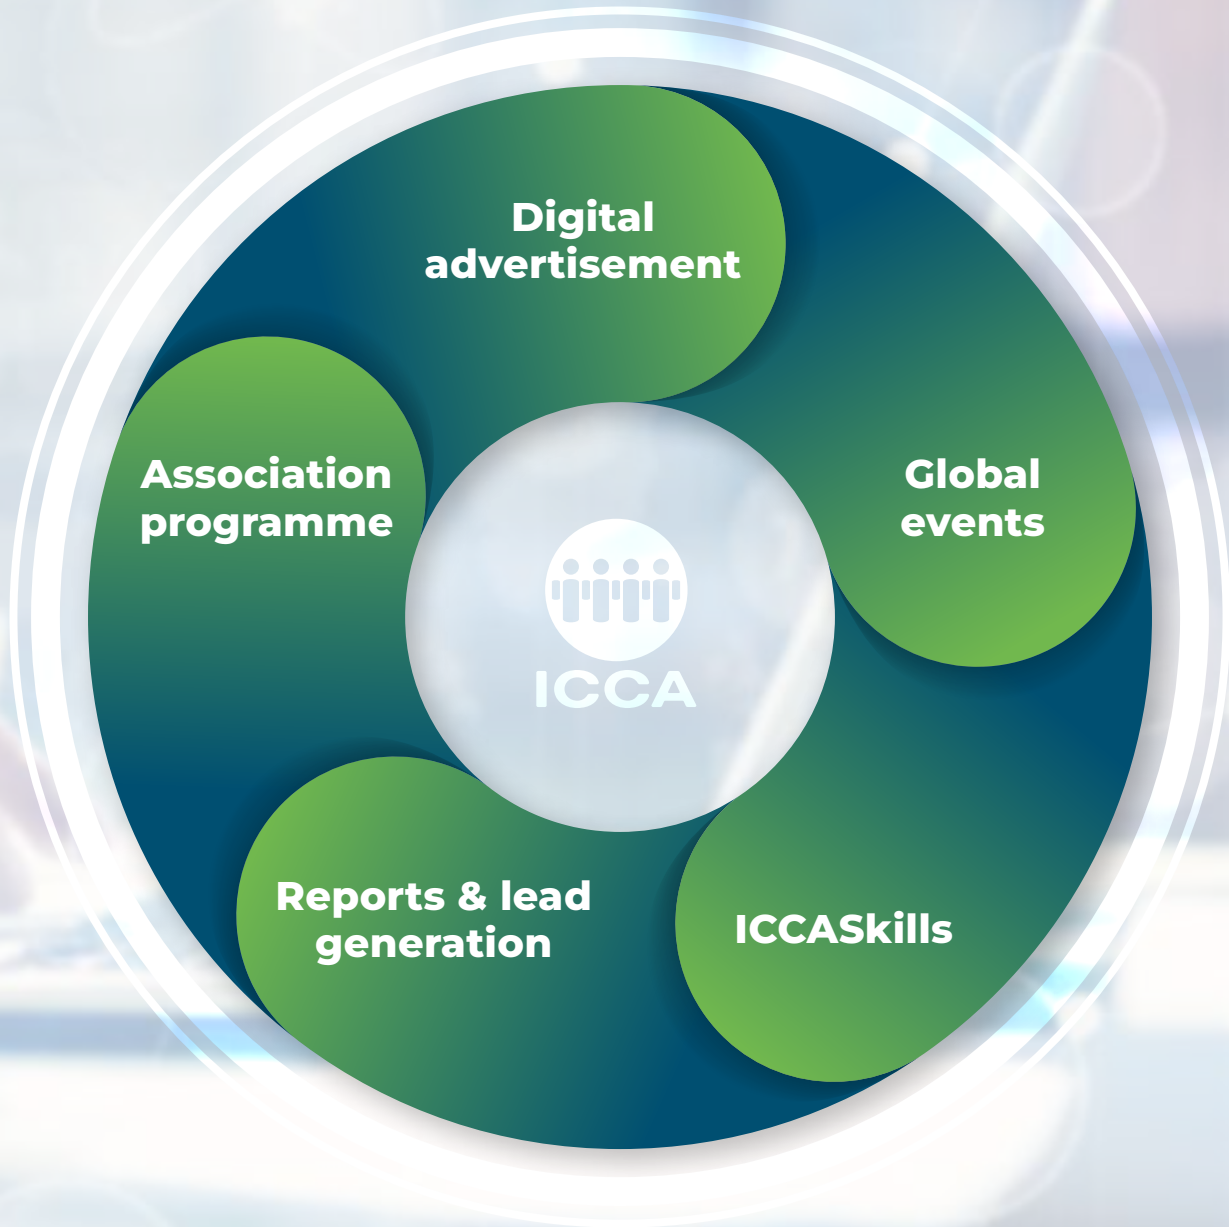 Digital
advertisement
Global
events
ICCASkills
Reports & lead
generation
Association
programme
ICCA